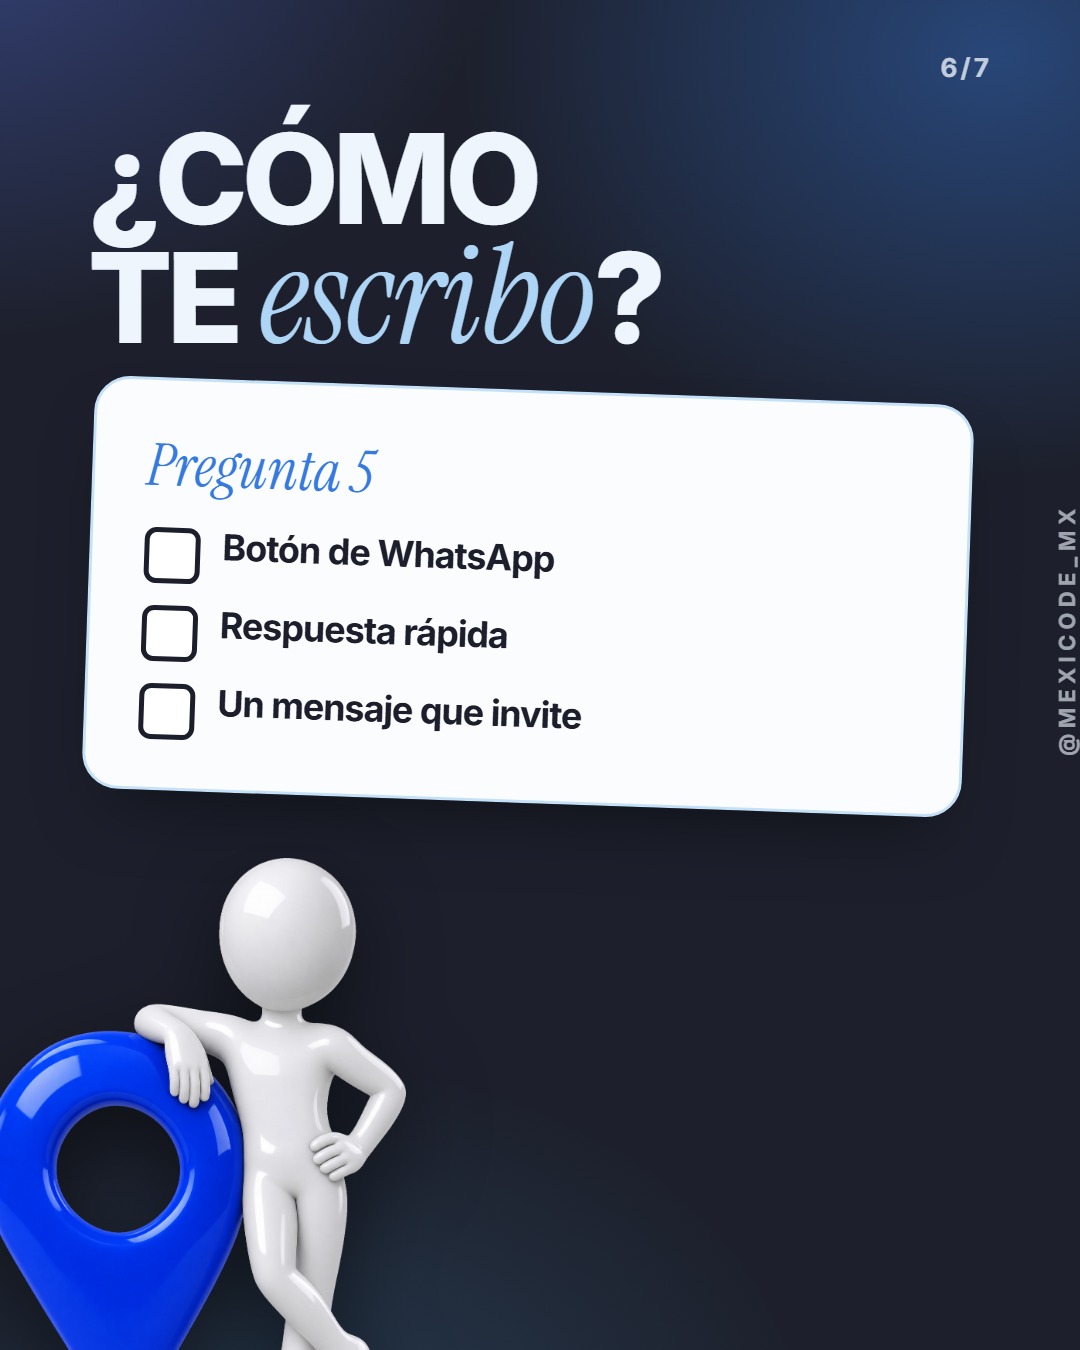 6/7
¿CÓMO
TE escribo?
Pregunta 5
Botón de WhatsApp
Respuesta rápida
Un mensaje que invite
@MEXICODE_MX